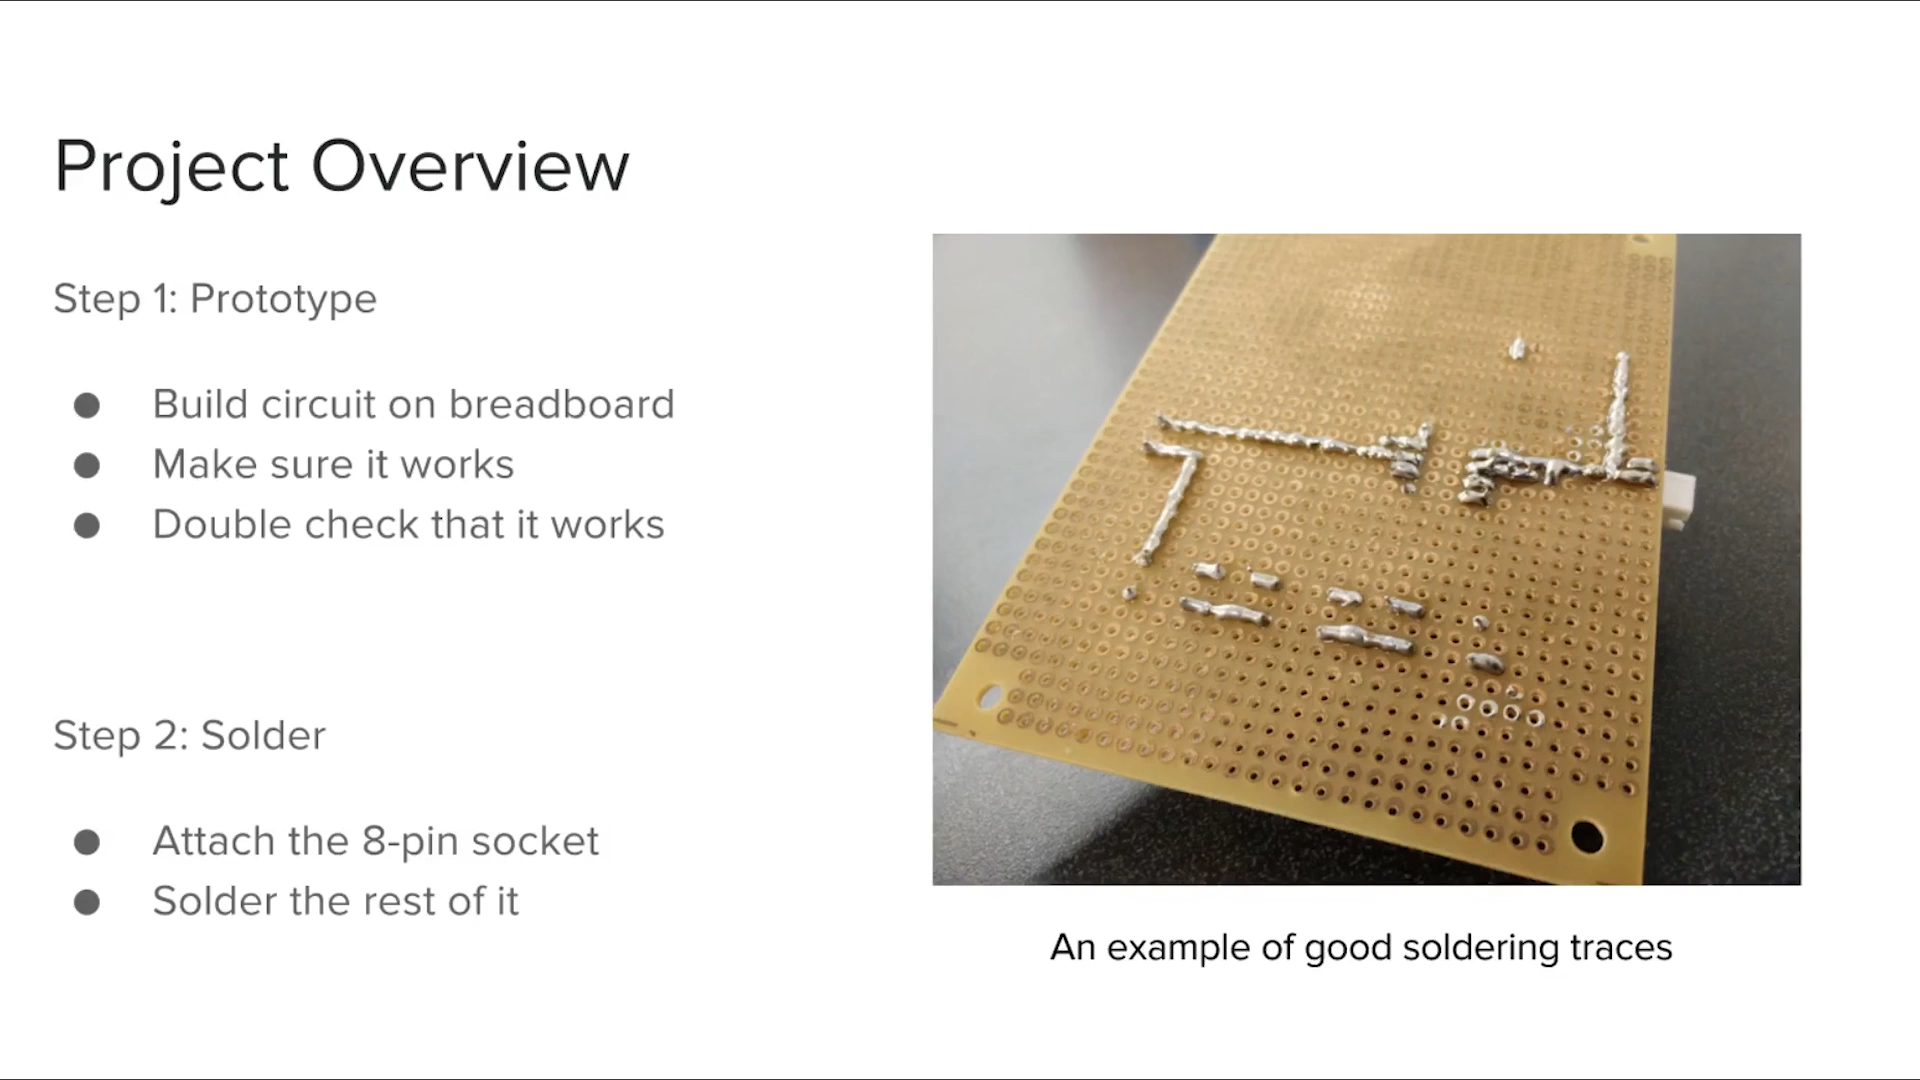 Project Overview
Step 1: Prototype
● Build circuit on breadboard
● Make sure it works
● Double check that it works
Step 2: Solder
● Attach the 8-pin socket
● Solder the rest of it
An example of good soldering traces